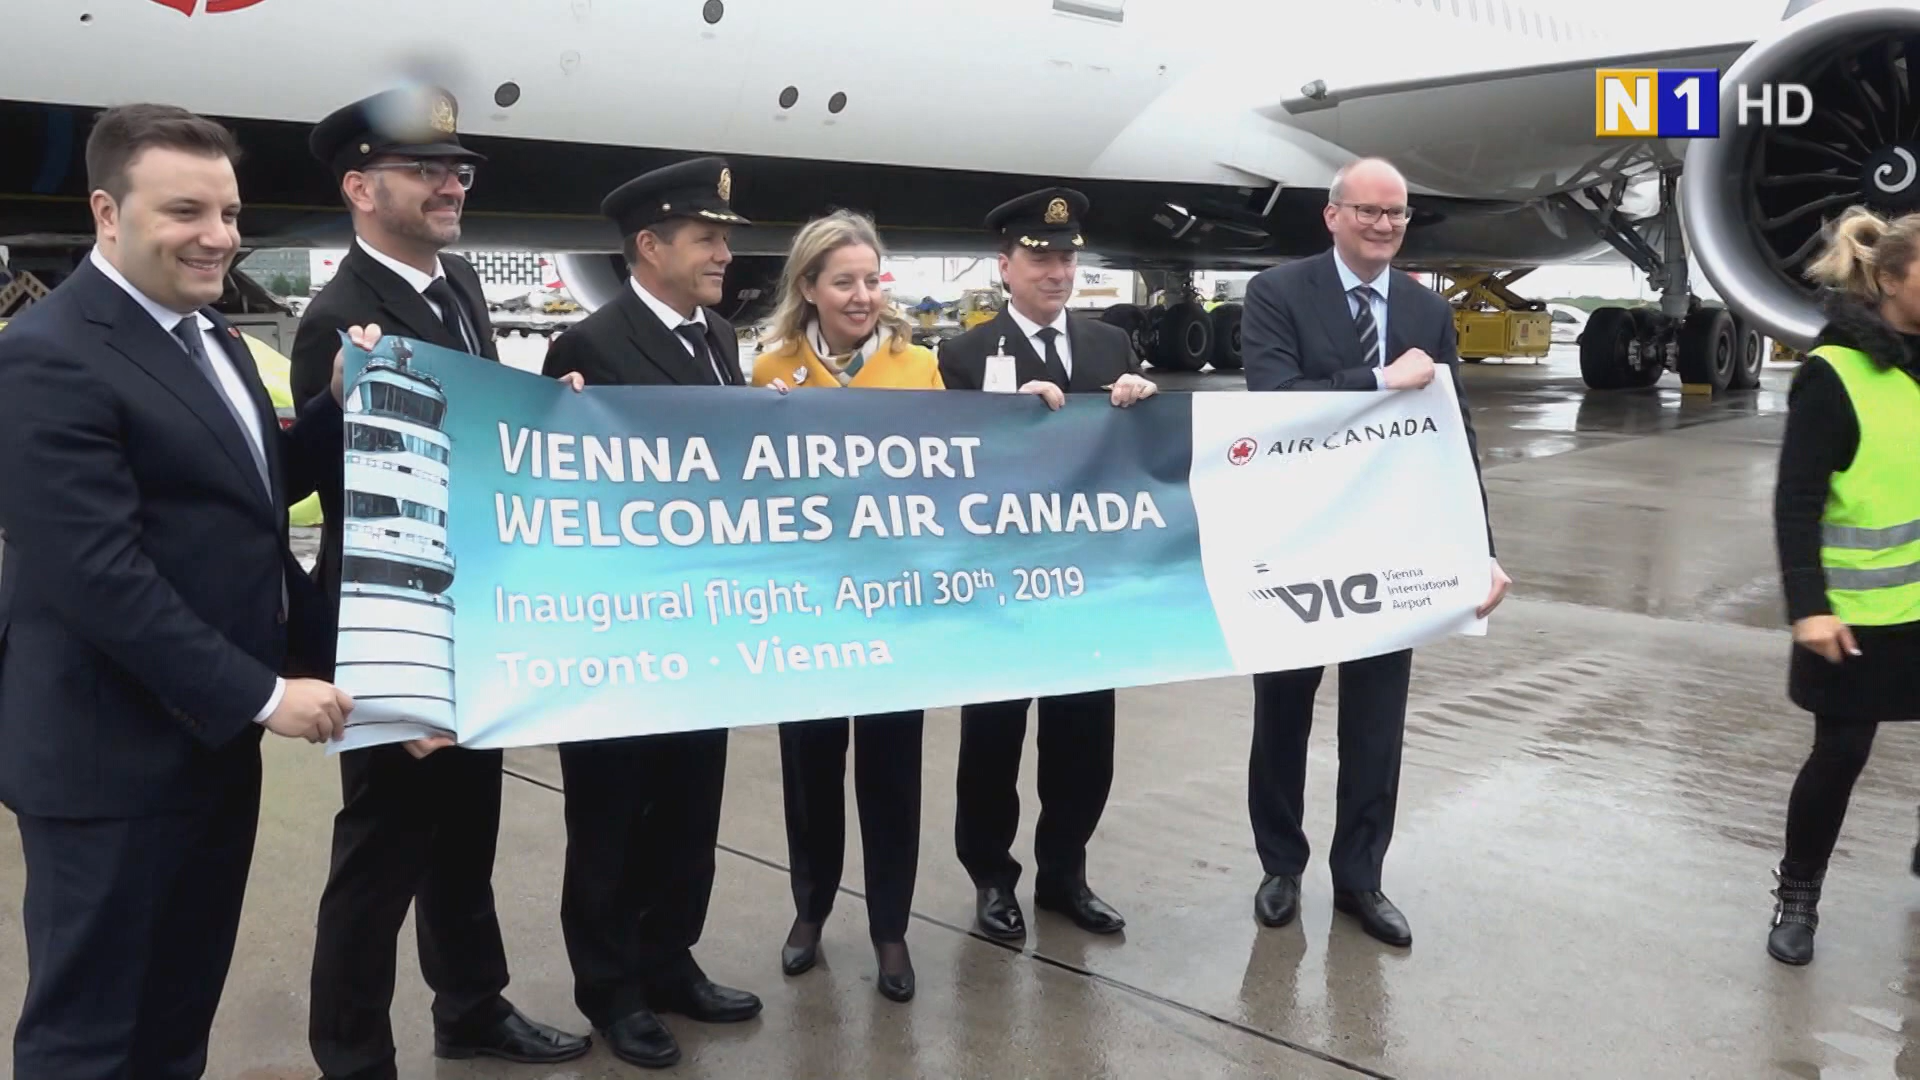 N1 HD
VIENNA AIRPORT
WELCOMES AIR CANADA
Inaugural flight, April 30th, 2019
Toronto · Vienna
AIR CANADA
VIE
Vienna
International
Airport